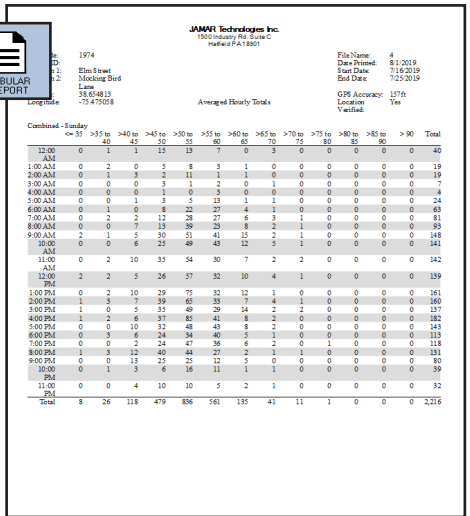 JAMAR Technologies Inc.
1500 Industry Rd. Suite C
Hatfield PA 18901
BULAR
EPORT
de: 1974 File Name: 4
ID: Date Printed: 8/1/2019
n 1: Elm Street Start Date: 7/16/2019
n 2: Mocking Bird End Date: 7/25/2019
Lane
: 38.654813 GPS Accuracy: 157ft
Longitude: -75.475058 Averaged Hourly Totals Location Yes
Verified:
Combined - Sunday
<= 35 >35 to >40 to >45 to >50 to >55 to >60 to >65 to >70 to >75 to >80 to >85 to > 90 Total
40 45 50 55 60 65 70 75 80 85 90
12:00 0 1 1 15 13 7 0 3 0 0 0 0 0 40
AM
1:00 AM 0 2 0 5 8 3 1 0 0 0 0 0 0 19
2:00 AM 0 1 3 2 11 1 1 0 0 0 0 0 0 19
3:00 AM 0 0 0 3 1 2 0 1 0 0 0 0 0 7
4:00 AM 0 0 0 1 0 3 0 0 0 0 0 0 0 4
5:00 AM 0 0 1 3 5 13 1 1 0 0 0 0 0 24
6:00 AM 0 1 0 8 22 27 4 1 0 0 0 0 0 63
7:00 AM 0 2 2 12 28 27 6 3 1 0 0 0 0 81
8:00 AM 0 0 7 13 39 23 8 2 1 0 0 0 0 93
9:00 AM 2 1 5 30 51 41 15 2 1 0 0 0 0 148
10:00 0 0 6 25 49 43 12 5 1 0 0 0 0 141
AM
11:00 0 2 10 35 54 30 7 2 2 0 0 0 0 142
AM
12:00 2 2 5 26 57 32 10 4 1 0 0 0 0 139
PM
1:00 PM 0 2 10 29 75 32 12 1 0 0 0 0 0 161
2:00 PM 1 3 7 39 65 33 7 4 1 0 0 0 0 160
3:00 PM 1 0 5 35 49 29 14 2 2 0 0 0 0 137
4:00 PM 1 2 6 37 85 41 8 2 0 0 0 0 0 182
5:00 PM 0 0 10 32 48 43 8 2 0 0 0 0 0 143
6:00 PM 0 3 6 24 34 40 5 1 0 0 0 0 0 113
7:00 PM 0 0 2 24 47 36 6 2 0 1 0 0 0 118
8:00 PM 1 3 12 40 44 27 2 1 1 0 0 0 0 131
9:00 PM 0 0 13 25 25 12 5 0 0 0 0 0 0 80
10:00 0 1 3 6 16 11 1 1 0 0 0 0 0 39
PM
11:00 0 0 4 10 10 5 2 1 0 0 0 0 0 32
PM
Total 8 26 118 479 836 561 135 41 11 1 0 0 0 2,216